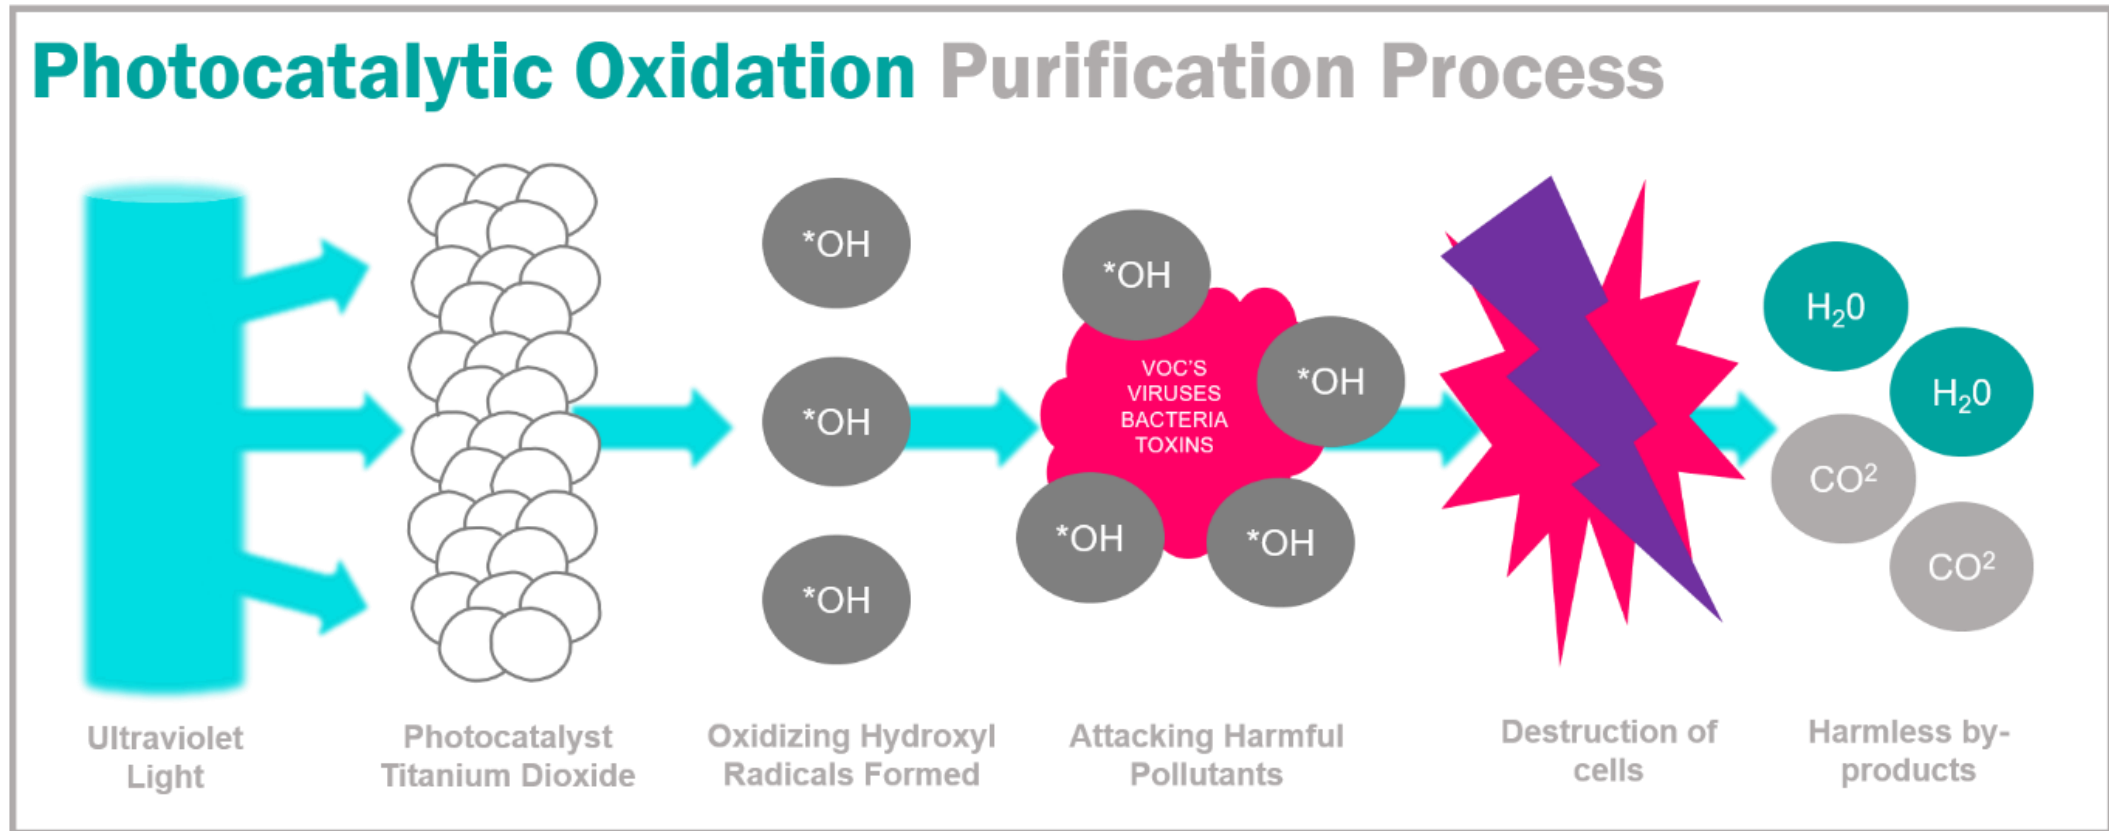 Photocatalytic Oxidation Purification Process
*OH
*OH
*OH
*OH
*OH
*OH
*OH
VOC'S
VIRUSES
BACTERIA
TOXINS
H₂0
H₂0
CO²
CO²
Ultraviolet
Light
Photocatalyst
Titanium Dioxide
Oxidizing Hydroxyl
Radicals Formed
Attacking Harmful
Pollutants
Destruction of
cells
Harmless by-
products